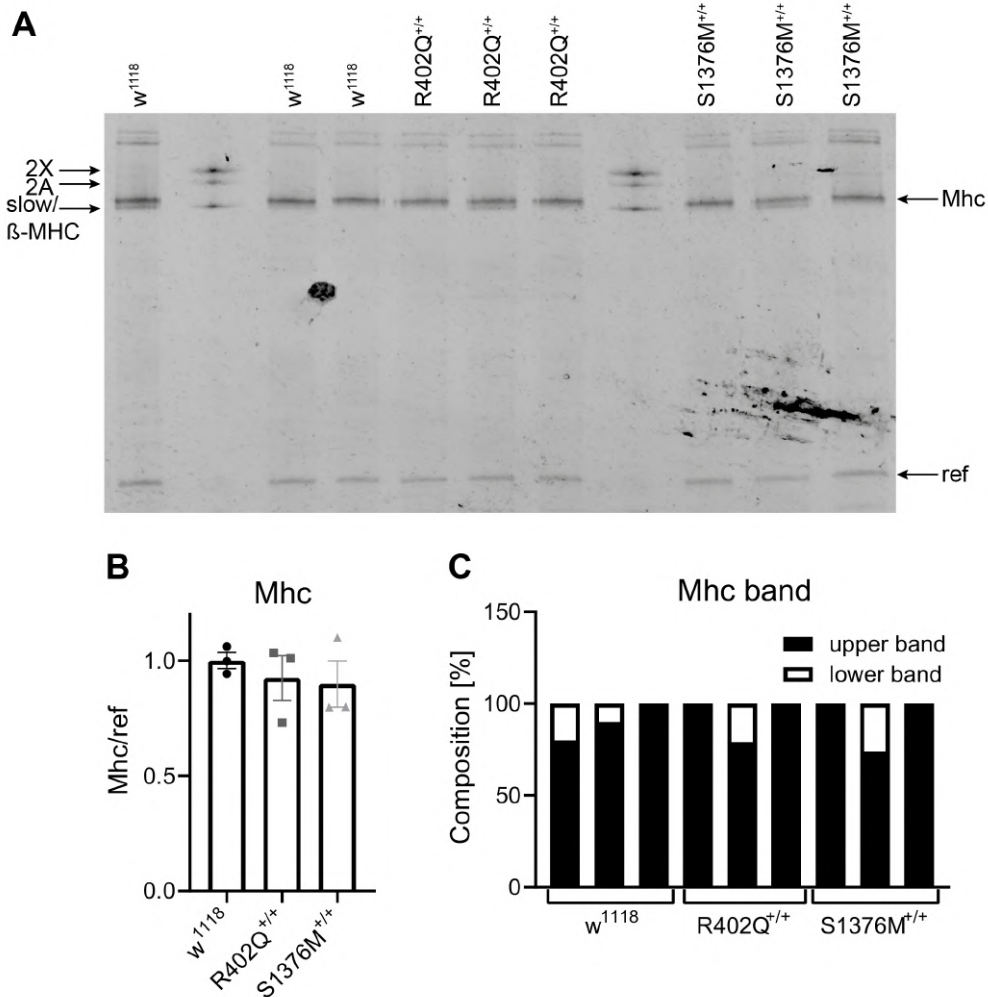 A
w1118
w1118
w1118
R402Q+/+
R402Q+/+
R402Q+/+
S1376M+/+
S1376M+/+
S1376M+/+
2X
2A
slow/
ß-MHC
Mhc
ref
B
Mhc
Mhc/ref
1.0
0.5
0.0
w1118
R402Q+/+
S1376M+/+
C
Mhc band
Composition [%]
150
100
50
0
upper band
lower band
w1118
R402Q+/+
S1376M+/+